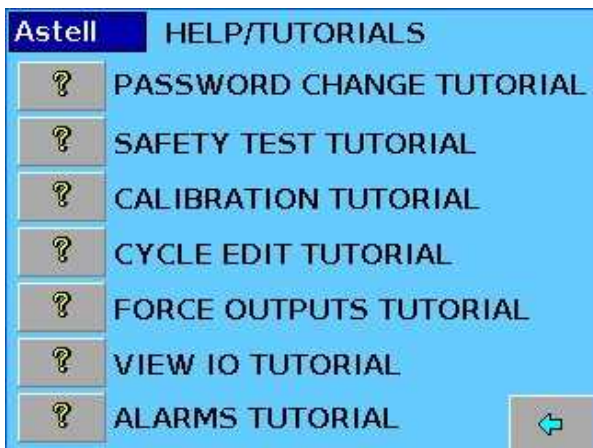 Astell HELP/TUTORIALS
? PASSWORD CHANGE TUTORIAL
? SAFETY TEST TUTORIAL
? CALIBRATION TUTORIAL
? CYCLE EDIT TUTORIAL
? FORCE OUTPUTS TUTORIAL
? VIEW IO TUTORIAL
? ALARMS TUTORIAL